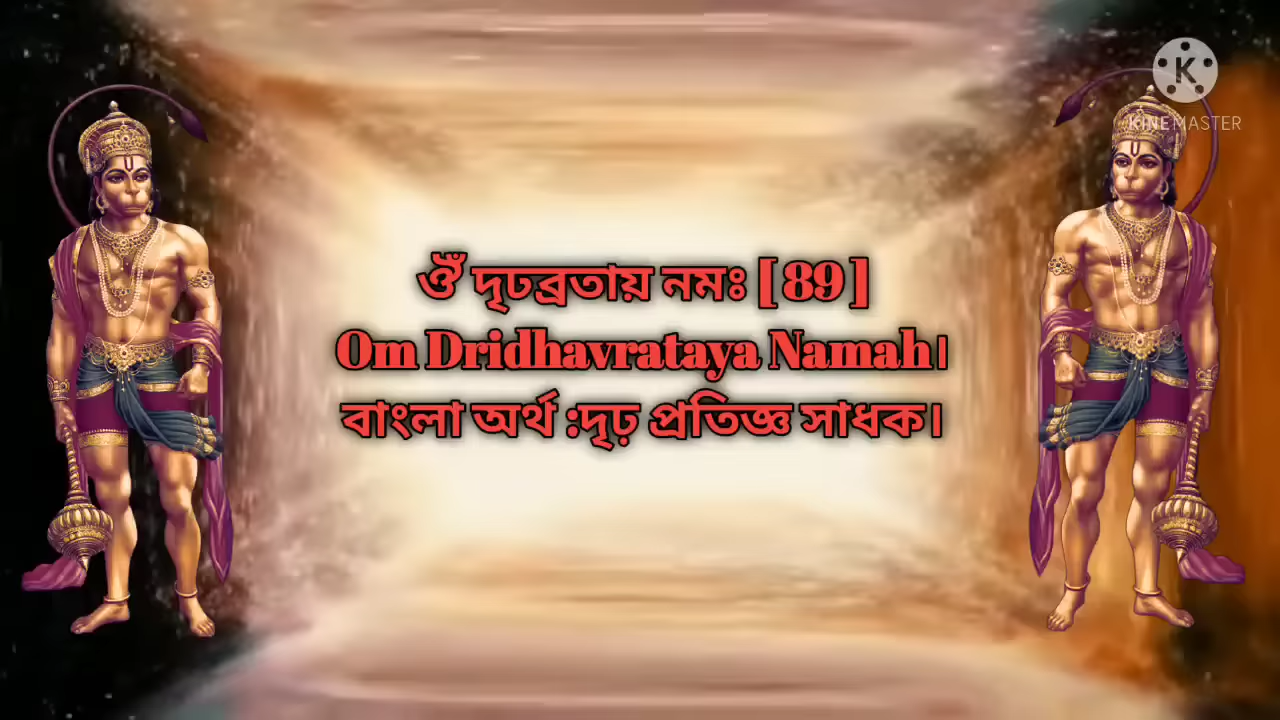 KINEMASTER
ওঁ দৃঢব্রতায় নমঃ [ 89 ]
Om Dridhavrataya Namah।
বাংলা অর্থ :দৃঢ় প্রতিজ্ঞ সাধক।